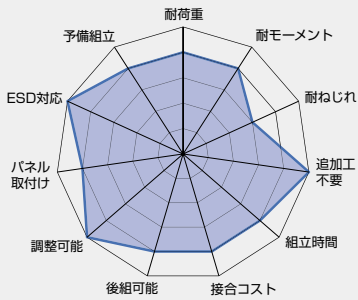 耐荷重
耐モーメント
耐ねじれ
追加工
不要
組立時間
接合コスト
後組可能
調整可能
パネル
取付け
ESD対応
予備組立